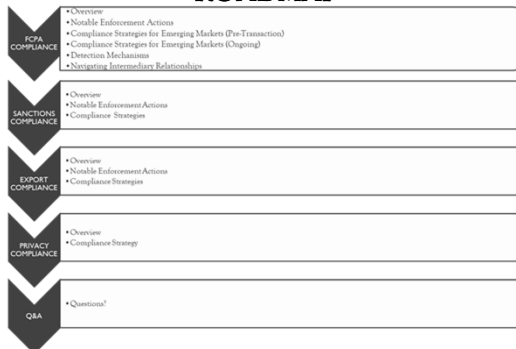 ROADMAP
FCPA
COMPLIANCE
•Overview
•Notable Enforcement Actions
•Compliance Strategies for Emerging Markets (Pre-Transaction)
•Compliance Strategies for Emerging Markets (Ongoing)
•Detection Mechanisms
•Navigating Intermediary Relationships
SANCTIONS
COMPLIANCE
•Overview
•Notable Enforcement Actions
•Compliance Strategies
EXPORT
COMPLIANCE
•Overview
•Notable Enforcement Actions
•Compliance Strategies
PRIVACY
COMPLIANCE
•Overview
•Compliance Strategy
Q&A
•Questions?